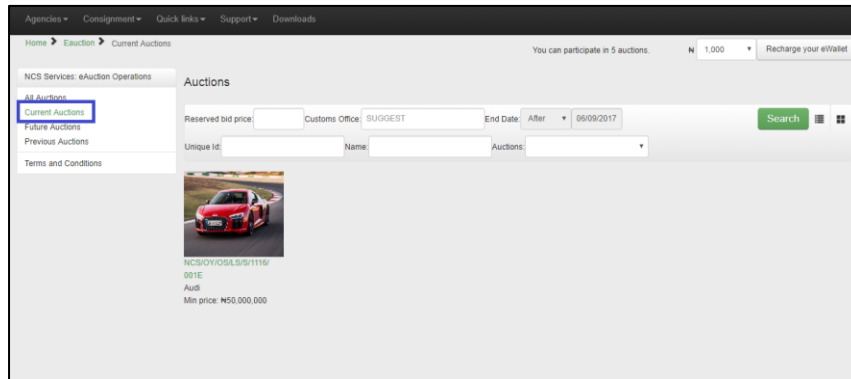 Agencies Consignment Quick links Support Downloads
Home > Eauction > Current Auctions
You can participate in 5 auctions.
₦ 1,000
Recharge your eWallet
NCS Services: eAuction Operations
All Auctions
Current Auctions
Future Auctions
Previous Auctions
Terms and Conditions
Auctions
Reserved bid price: Customs Office: SUGGEST End Date: After 06/09/2017 Search
Unique Id: Name: Auctions:
NCS/OY/OS/LS/S/1116/
001E
Audi
Min price: ₦50,000,000